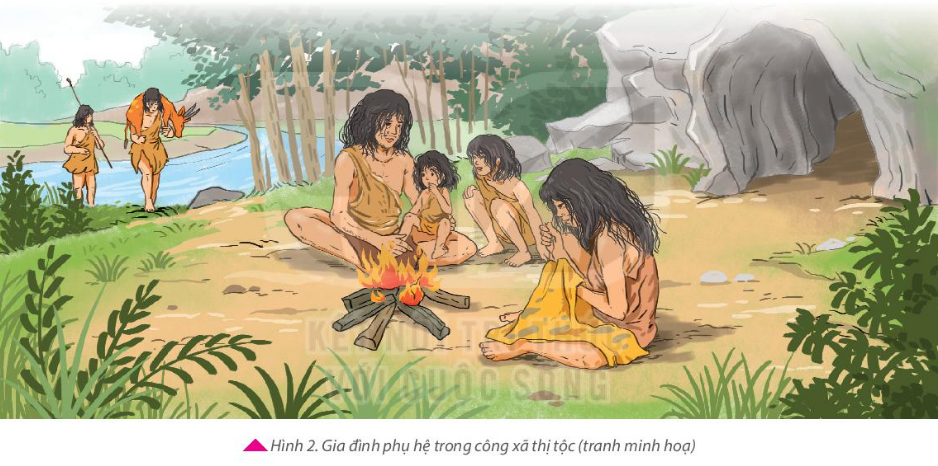 Hình 2. Gia đình phụ hệ trong công xã thị tộc (tranh minh hoạ)